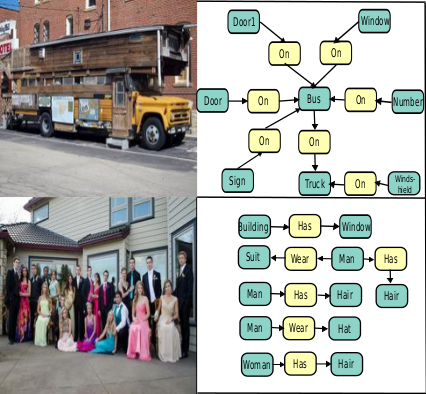 Door1
Window
On
On
Door
On
Bus
On
Number
On
On
Sign
Truck
On
Winds-
hield
Building
Has
Window
Suit
Wear
Man
Has
Hair
Man
Has
Hair
Man
Wear
Hat
Woman
Has
Hair